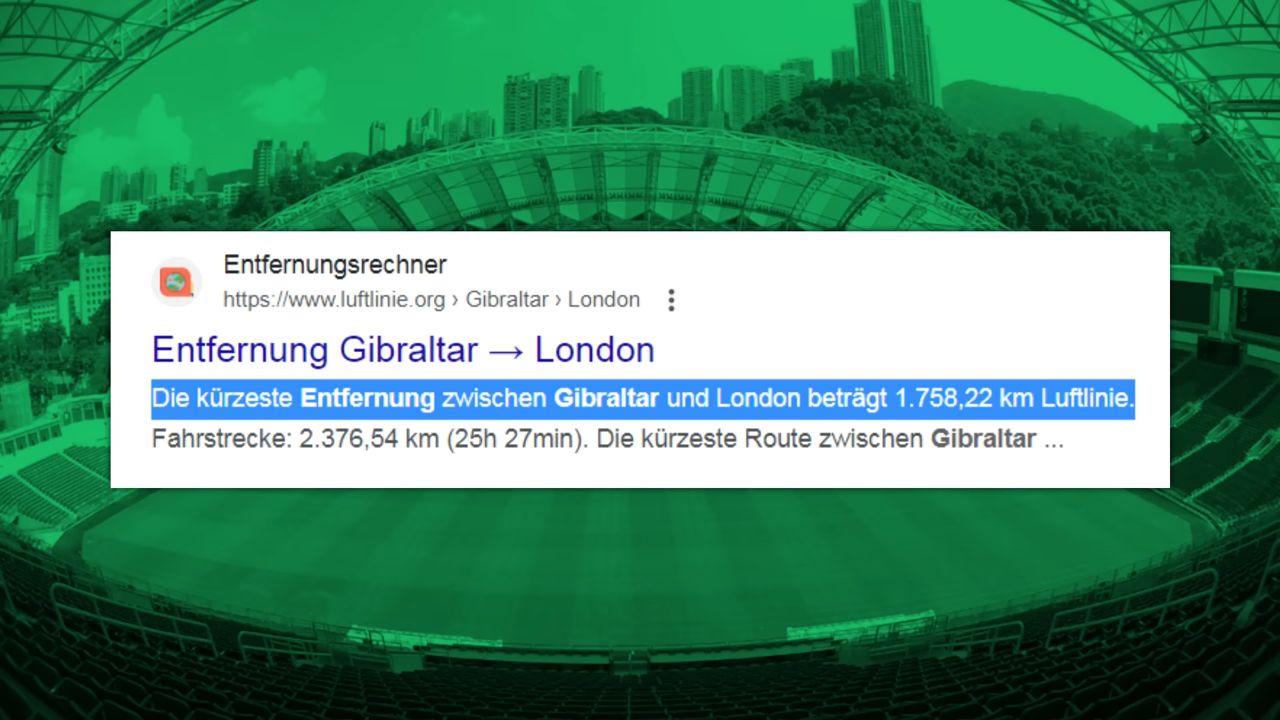 Entfernungsrechner
https://www.luftlinie.org › Gibraltar › London
Entfernung Gibraltar → London
Die kürzeste Entfernung zwischen Gibraltar und London beträgt 1.758,22 km Luftlinie.
Fahrstrecke: 2.376,54 km (25h 27min). Die kürzeste Route zwischen Gibraltar ...